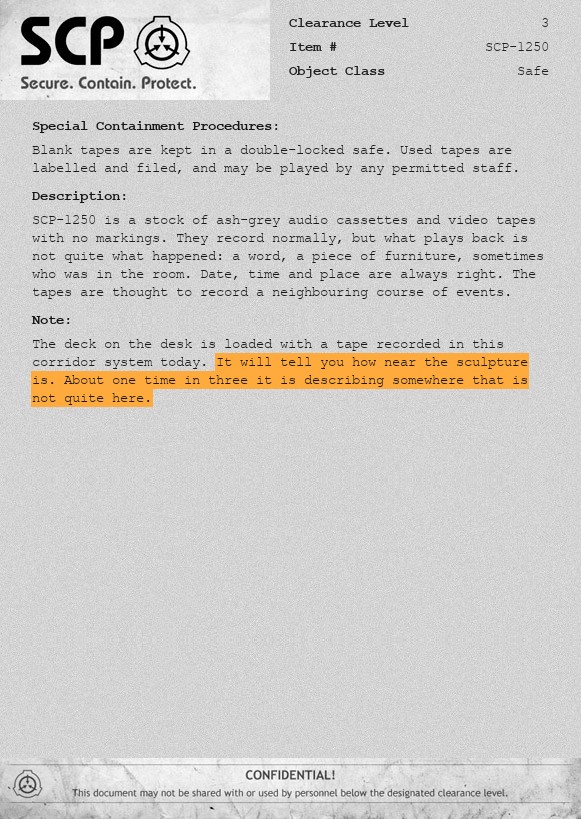 SCP
Secure. Contain. Protect.
Clearance Level 3
Item # SCP-1250
Object Class Safe
Special Containment Procedures:
Blank tapes are kept in a double-locked safe. Used tapes are
labelled and filed, and may be played by any permitted staff.
Description:
SCP-1250 is a stock of ash-grey audio cassettes and video tapes
with no markings. They record normally, but what plays back is
not quite what happened: a word, a piece of furniture, sometimes
who was in the room. Date, time and place are always right. The
tapes are thought to record a neighbouring course of events.
Note:
The deck on the desk is loaded with a tape recorded in this
corridor system today. It will tell you how near the sculpture
is. About one time in three it is describing somewhere that is
not quite here.
CONFIDENTIAL!
This document may not be shared with or used by personnel below the designated clearance level.